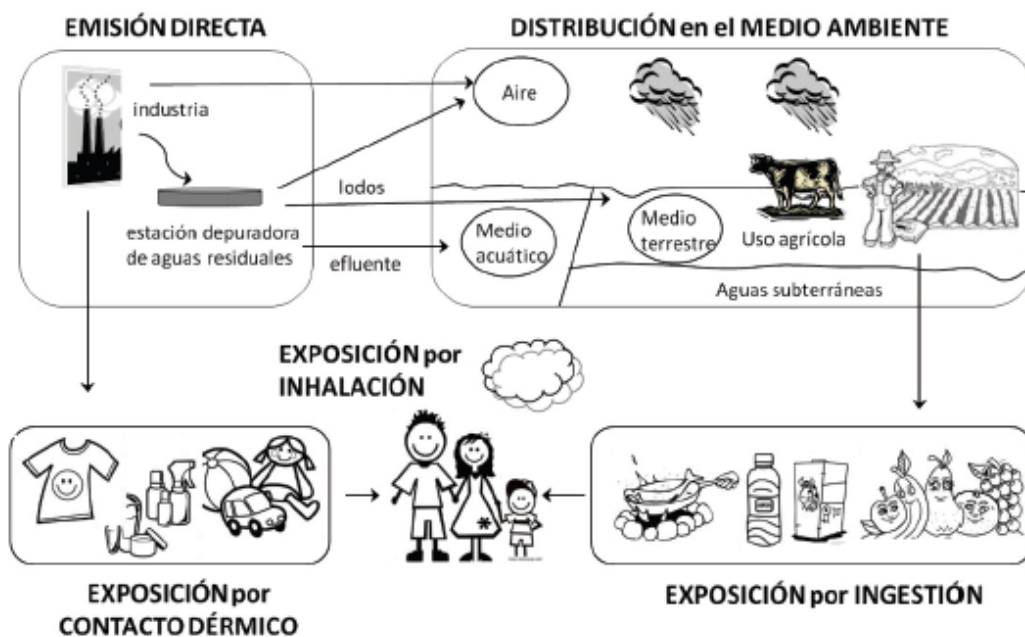 EMISIÓN DIRECTA
DISTRIBUCIÓN en el MEDIO AMBIENTE
industria
Aire
lodos
estación depuradora
de aguas residuales
efluente
Medio
acuático
Medio
terrestre
Uso agrícola
Aguas subterráneas
EXPOSICIÓN por
INHALACIÓN
EXPOSICIÓN por
CONTACTO DÉRMICO
EXPOSICIÓN por INGESTIÓN